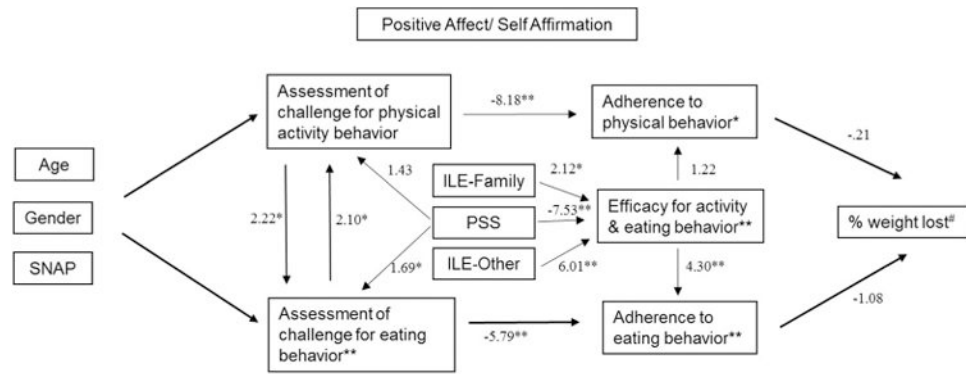 Positive Affect/ Self Affirmation
Assessment of
challenge for physical
activity behavior
-8.18**
Adherence to
physical behavior*
-.21
Age
Gender
SNAP
2.22*
2.10*
1.43
ILE-Family
2.12*
1.22
PSS
-7.53**
Efficacy for activity
& eating behavior**
% weight lost#
ILE-Other
1.69*
6.01**
4.30**
Assessment of
challenge for eating
behavior**
-5.79**
Adherence to
eating behavior**
-1.08